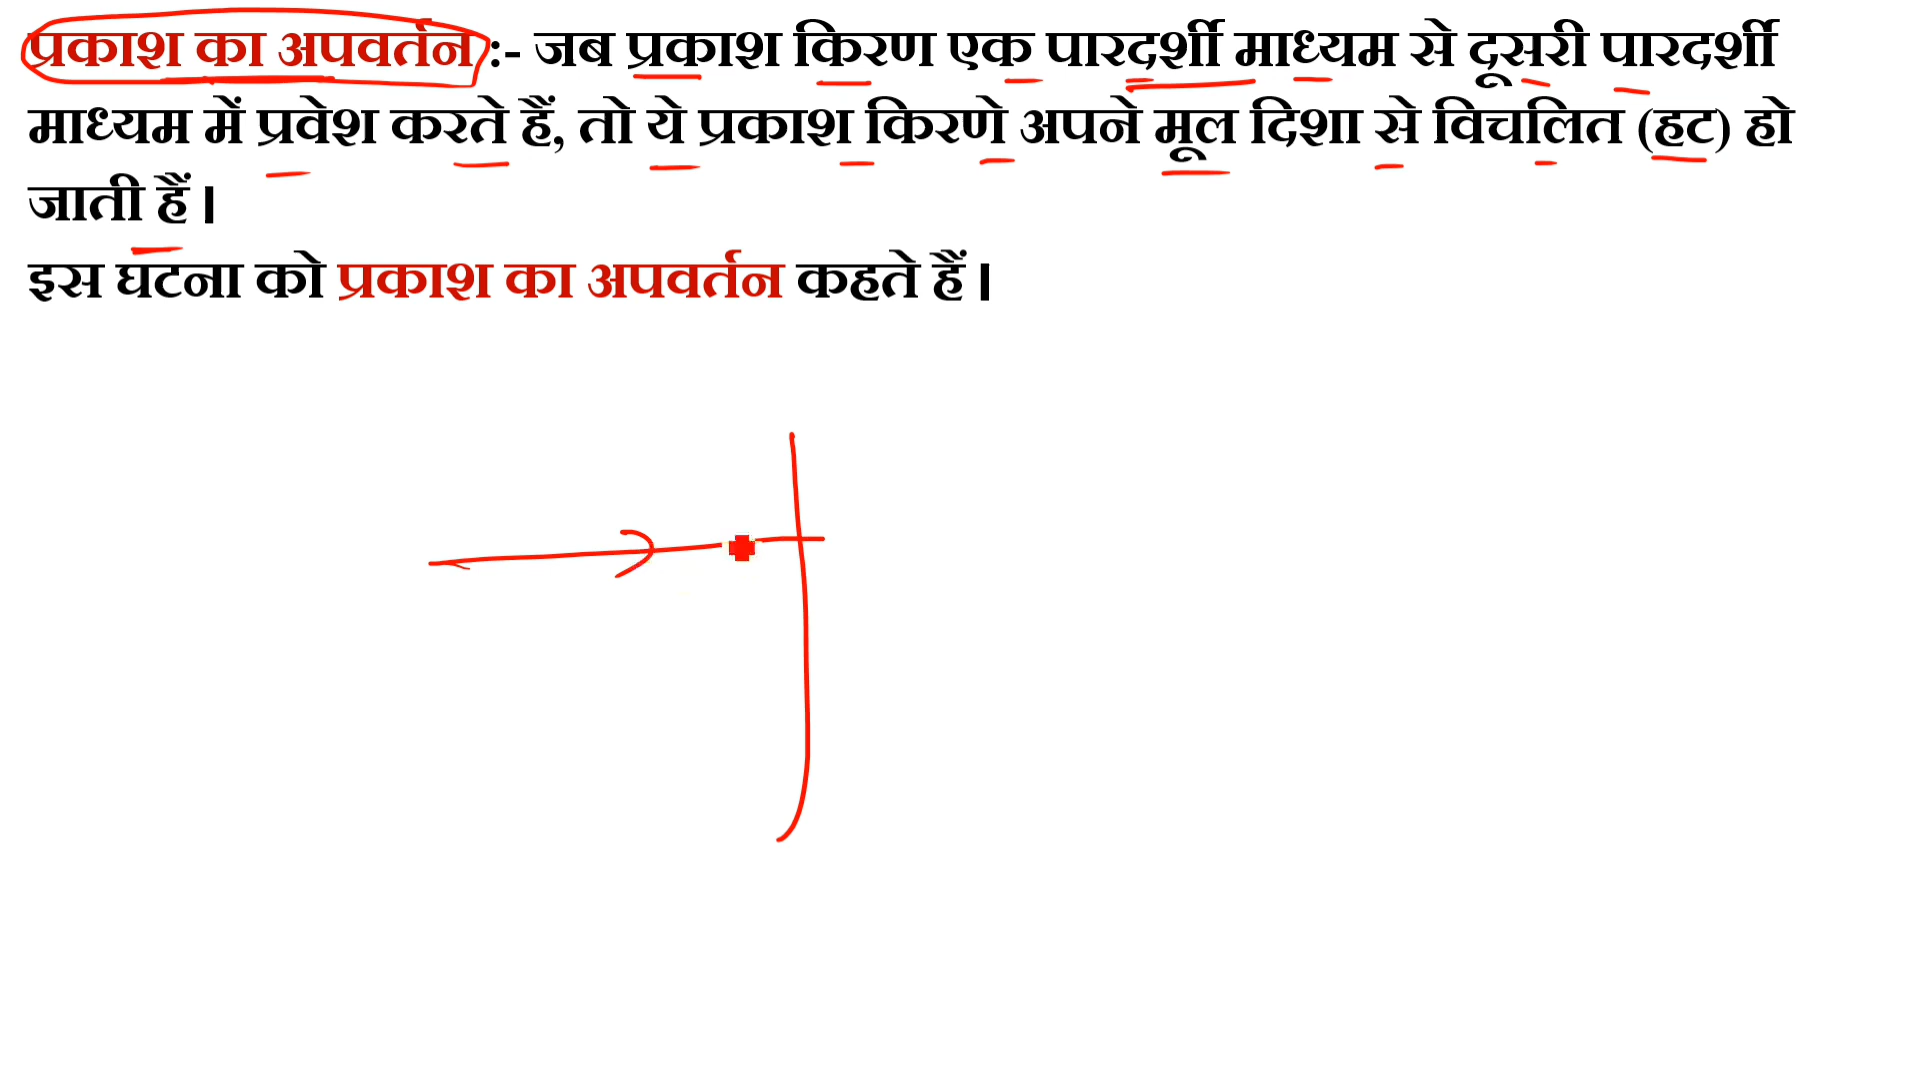 प्रकाश का अपवर्तन :- जब प्रकाश किरण एक पारदर्शी माध्यम से दूसरी पारदर्शी
माध्यम में प्रवेश करते हैं, तो ये प्रकाश किरणे अपने मूल दिशा से विचलित (हट) हो
जाती हैं ।
इस घटना को प्रकाश का अपवर्तन कहते हैं ।